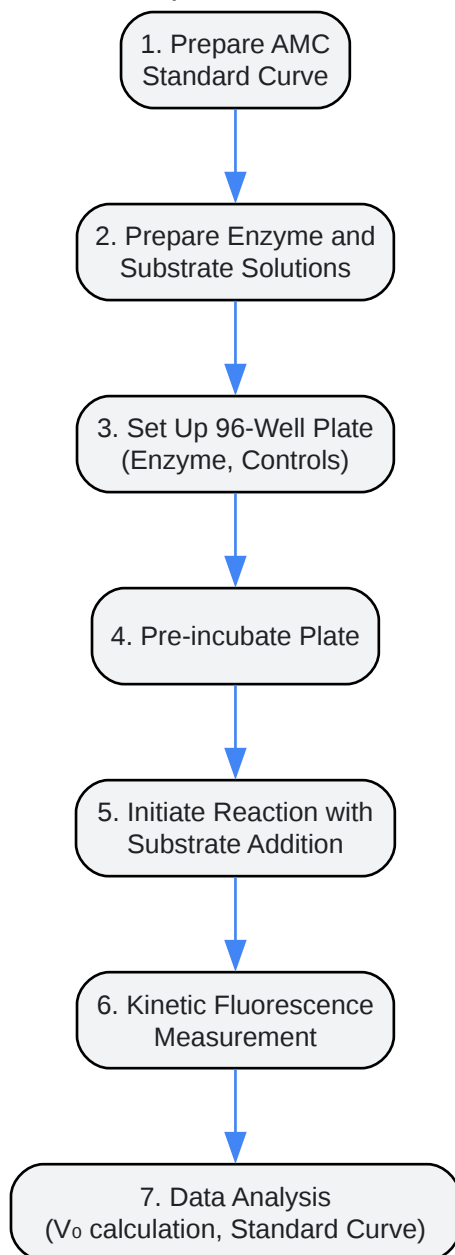 1. Prepare AMC
Standard Curve
2. Prepare Enzyme and
Substrate Solutions
3. Set Up 96-Well Plate
(Enzyme, Controls)
4. Pre-incubate Plate
5. Initiate Reaction with
Substrate Addition
6. Kinetic Fluorescence
Measurement
7. Data Analysis
(V₀ calculation, Standard Curve)